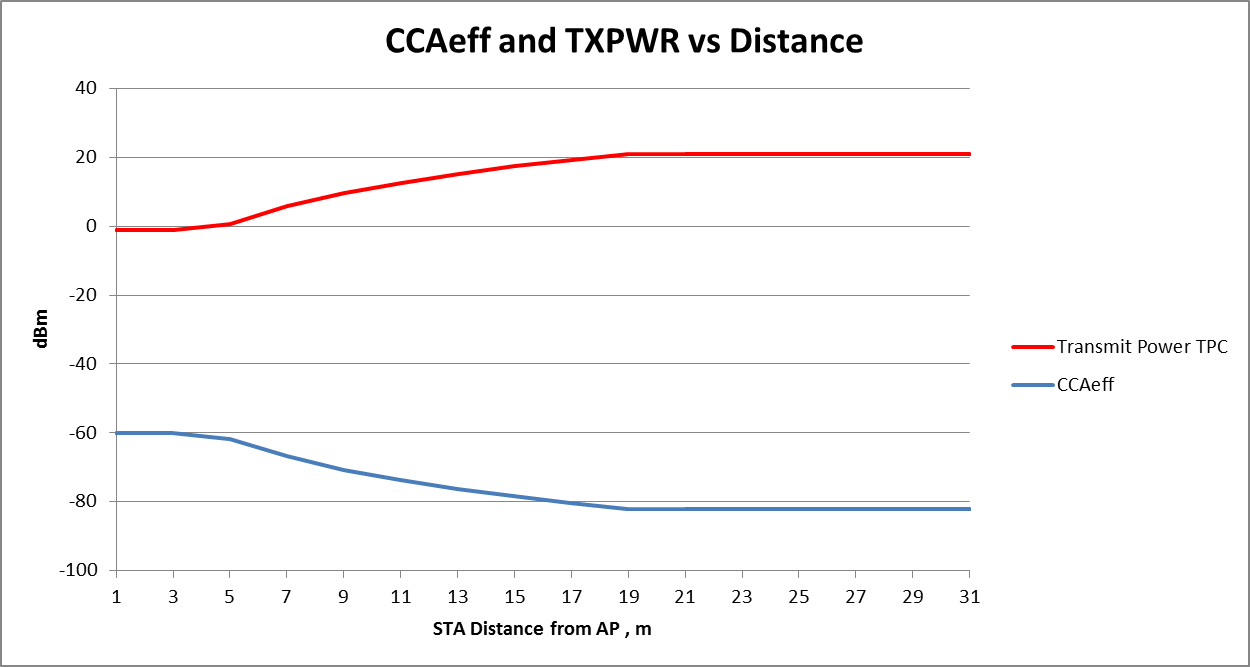 CCAeff and TXPWR vs Distance
40
20
0
-20
-40
-60
-80
-100
dBm
1 3 5 7 9 11 13 15 17 19 21 23 25 27 29 31
STA Distance from AP , m
Transmit Power TPC
CCAeff